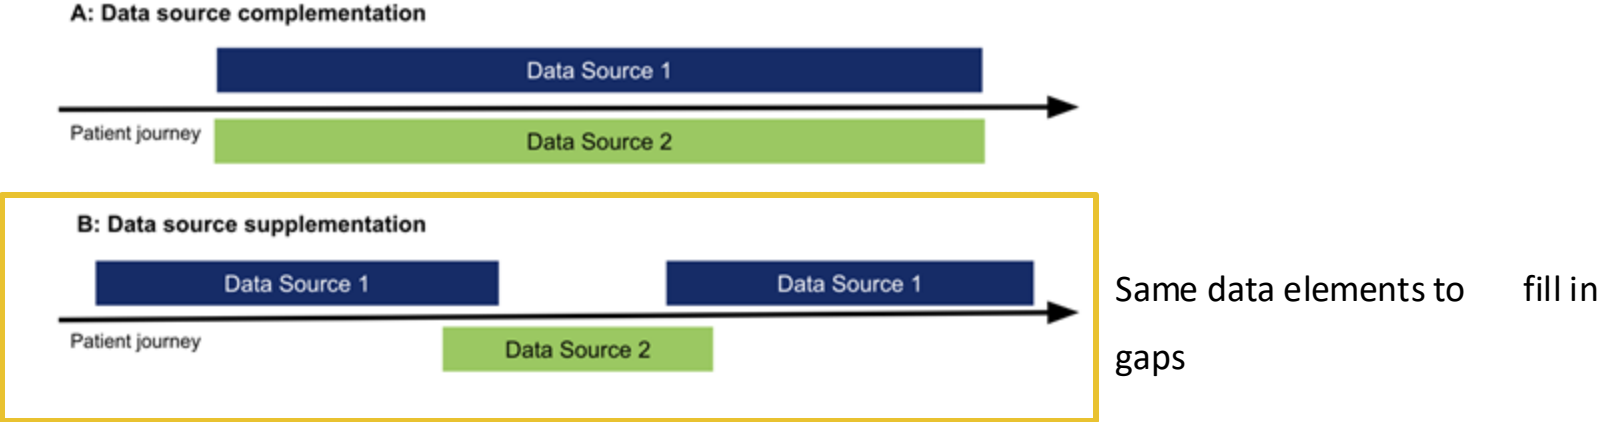 A: Data source complementation
Data Source 1
Patient journey
Data Source 2
B: Data source supplementation
Data Source 1
Data Source 1
Patient journey
Data Source 2
Same data elements to fill in
gaps